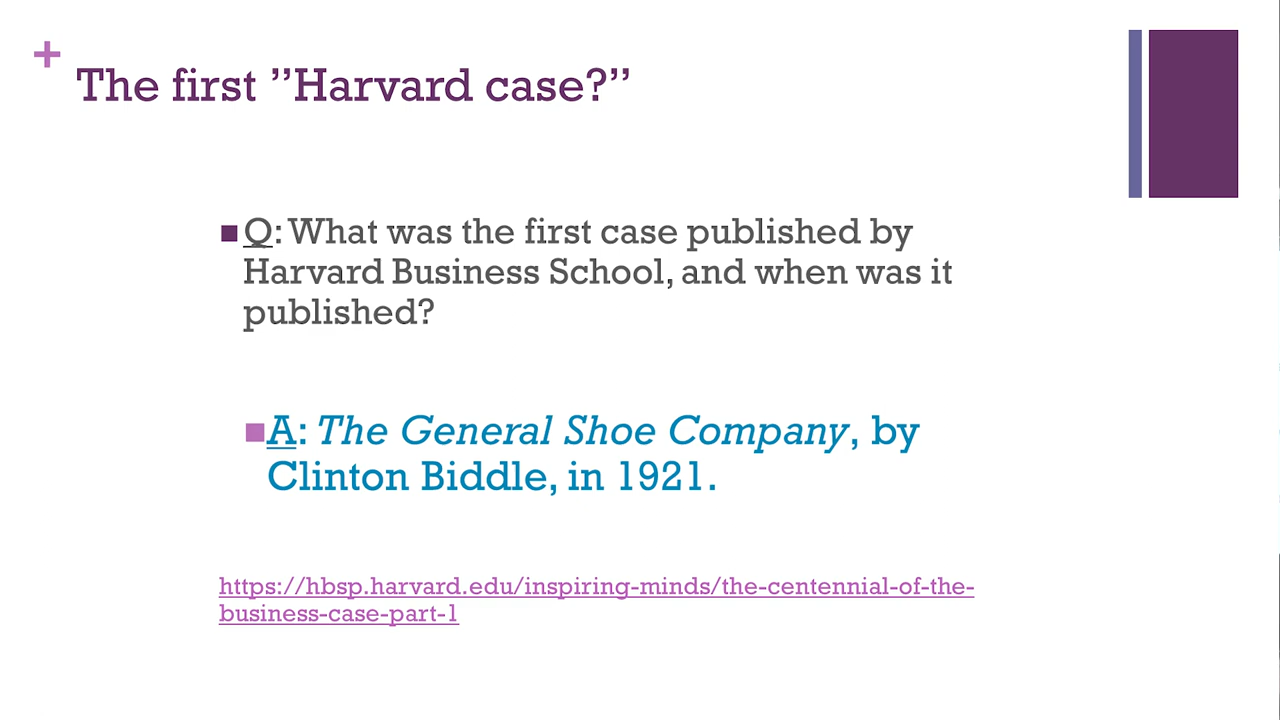 +
The first ”Harvard case?”
■Q: What was the first case published by
Harvard Business School, and when was it
published?
■A: The General Shoe Company, by
Clinton Biddle, in 1921.
https://hbsp.harvard.edu/inspiring-minds/the-centennial-of-the-
business-case-part-1